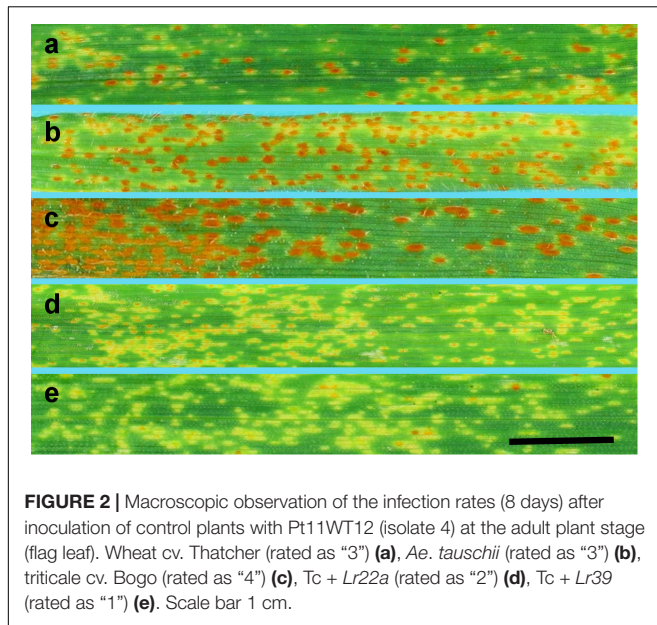 a
b
c
d
e
FIGURE 2 | Macroscopic observation of the infection rates (8 days) after
inoculation of control plants with Pt11WT12 (isolate 4) at the adult plant stage
(flag leaf). Wheat cv. Thatcher (rated as “3”) (a), Ae. tauschii (rated as “3”) (b),
triticale cv. Bogo (rated as “4”) (c), Tc + Lr22a (rated as “2”) (d), Tc + Lr39
(rated as “1”) (e). Scale bar 1 cm.